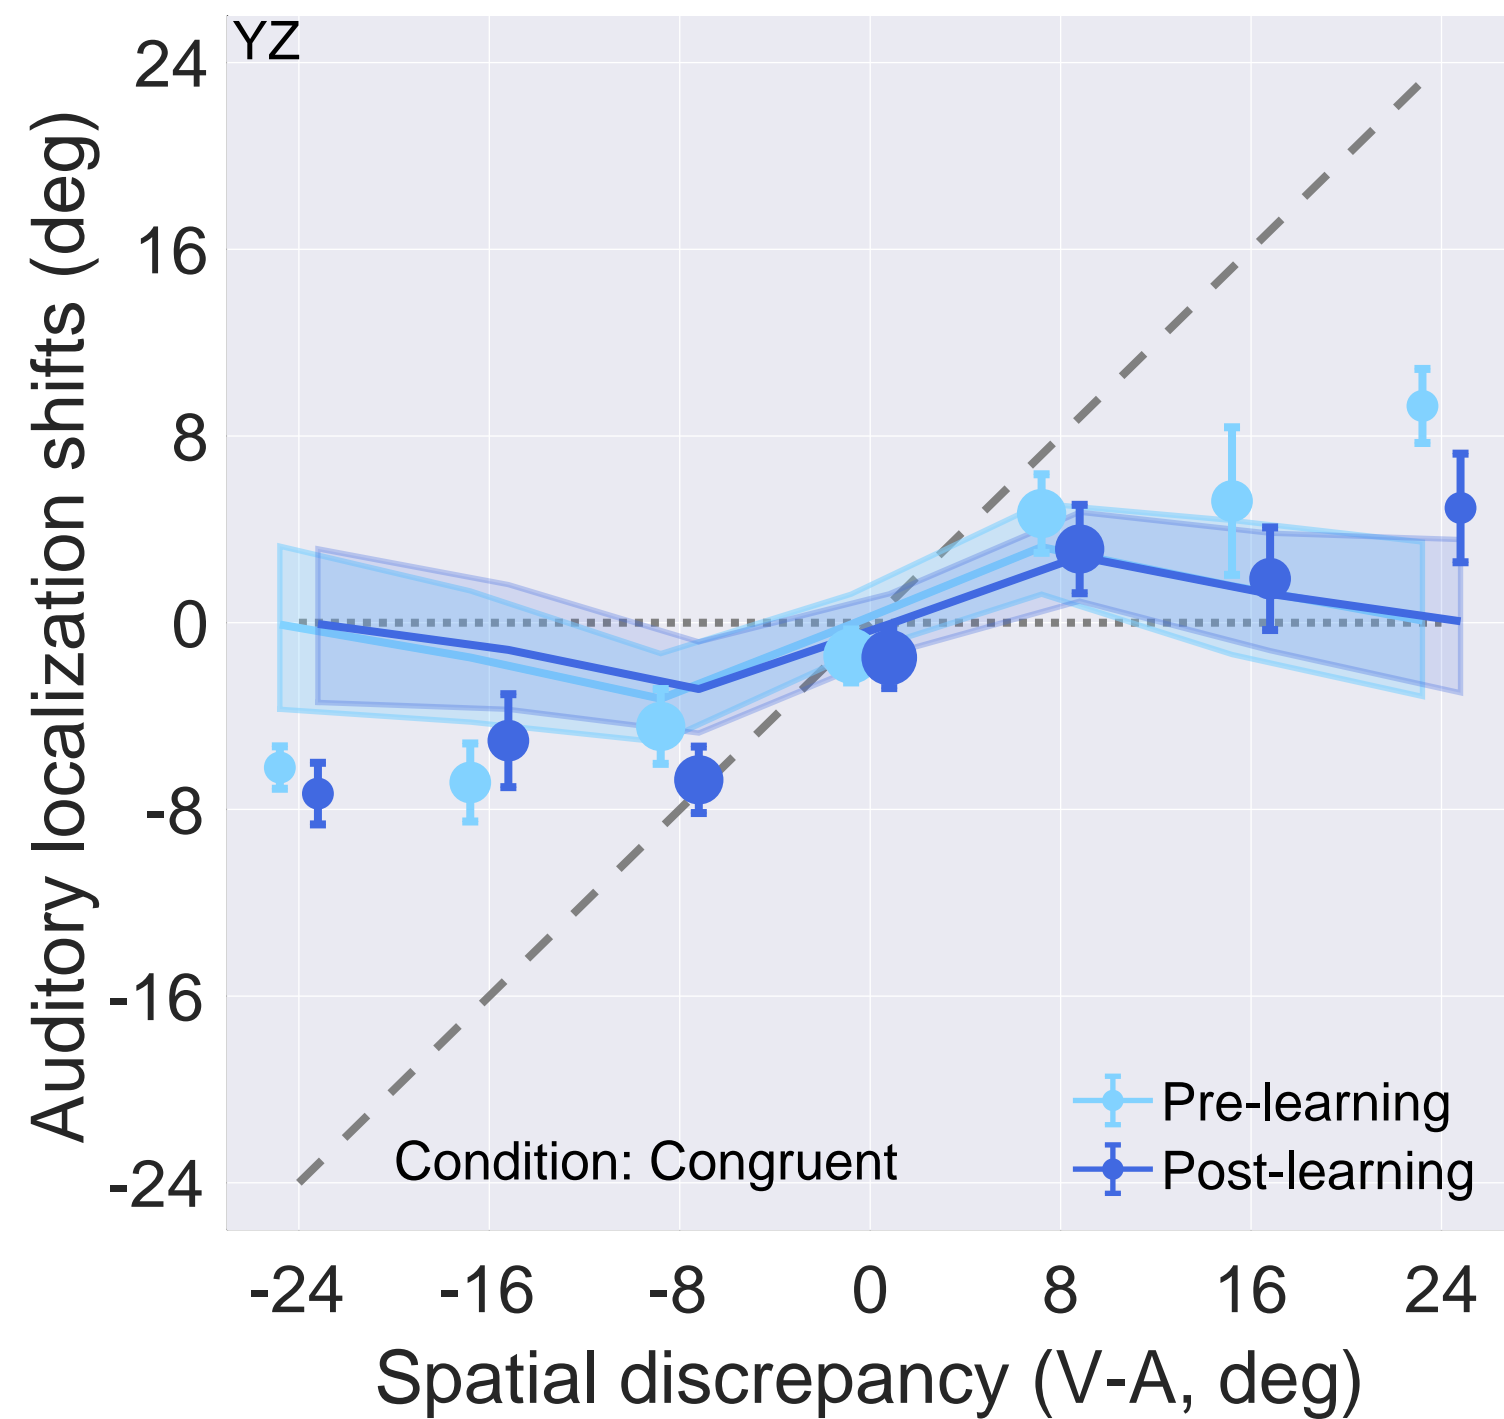 YZ
24
16
8
0
-8
-16
-24
Auditory localization shifts (deg)
Pre-learning
Post-learning
Condition: Congruent
-24 -16 -8 0 8 16 24
Spatial discrepancy (V-A, deg)